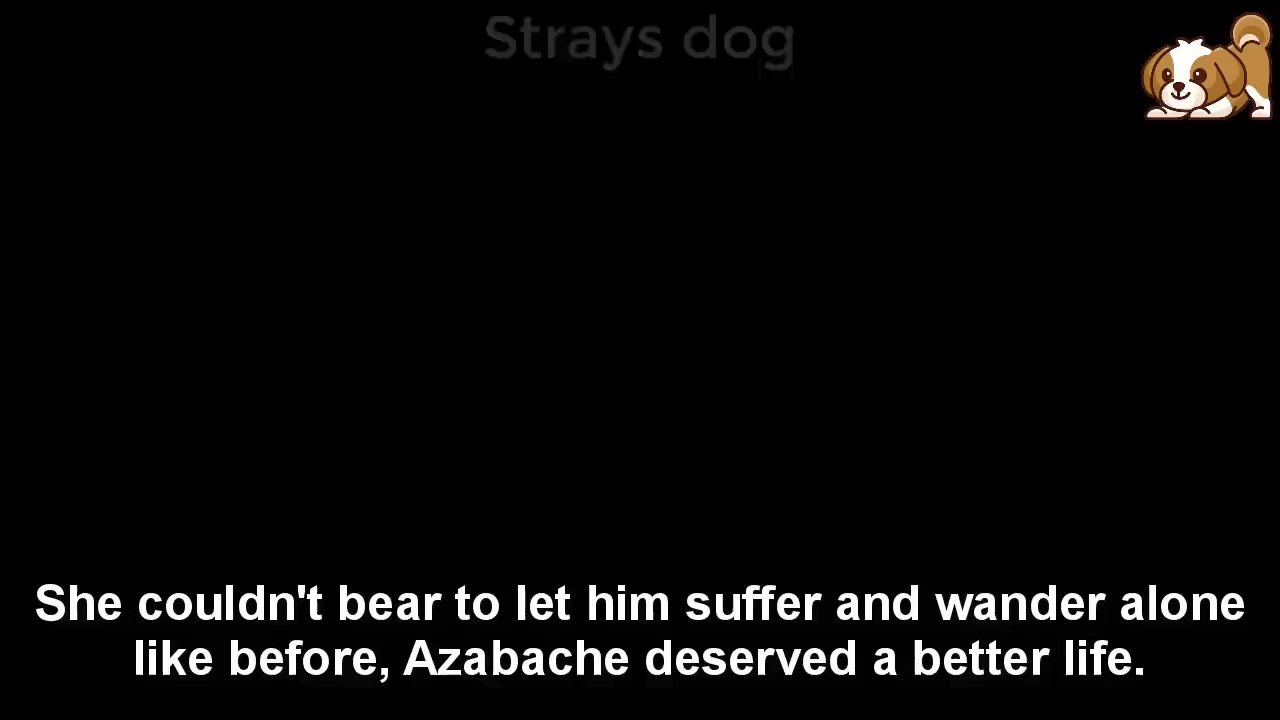 Strays dog
She couldn't bear to let him suffer and wander alone
like before, Azabache deserved a better life.